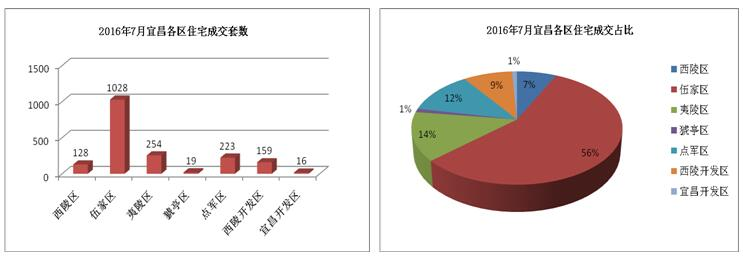 2016年7月宜昌各区住宅成交套数
1500
1000
500
0
128
1028
254
19
223
159
16
西陵区
伍家区
夷陵区
猇亭区
点军区
西陵开发区
宜昌开发区
2016年7月宜昌各区住宅成交占比
1%
7%
9%
12%
1%
14%
56%
西陵区
伍家区
夷陵区
猇亭区
点军区
西陵开发区
宜昌开发区